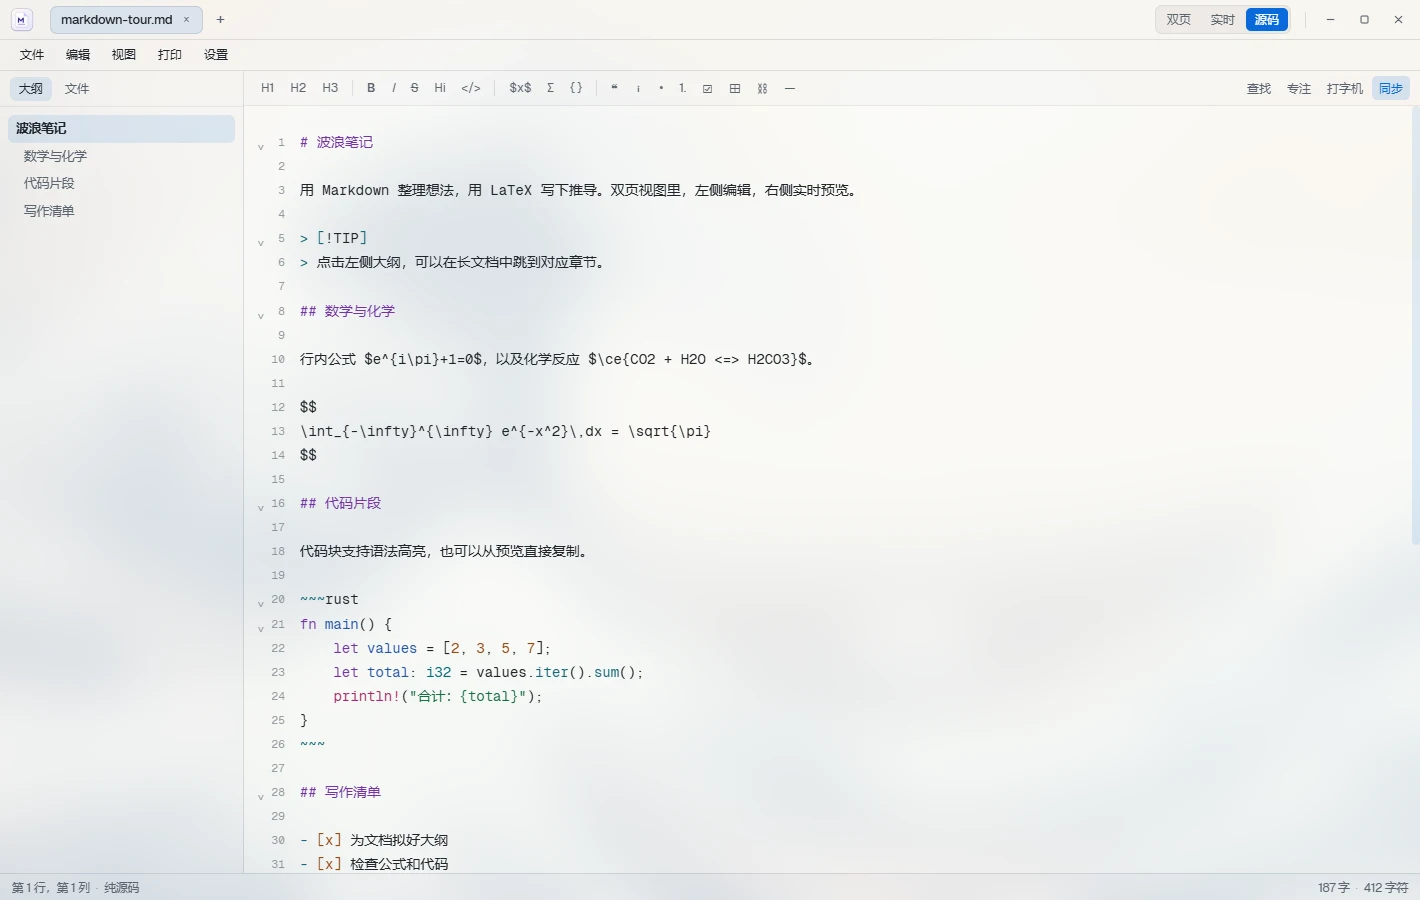 M markdown-tour.md × + 双页 实时 源码
文件 编辑 视图 打印 设置
大纲 文件
H1 H2 H3 B I S Hi </> $x$ Σ {} ❝ i • 1. ☑ — 查找 专注 打字机 同步
波浪笔记
数学与化学
代码片段
写作清单
1 # 波浪笔记
2
3 用 Markdown 整理想法，用 LaTeX 写下推导。双页视图里，左侧编辑，右侧实时预览。
4
5 > [!TIP]
6 > 点击左侧大纲，可以在长文档中跳到对应章节。
7
8 ## 数学与化学
9
10 行内公式 $e^{i\pi}+1=0$，以及化学反应 $\ce{CO2 + H2O <=> H2CO3}$。
11
12 $$
13 \int_{-\infty}^{\infty} e^{-x^2}\,dx = \sqrt{\pi}
14 $$
15
16 ## 代码片段
17
18 代码块支持语法高亮，也可以从预览直接复制。
19
20 ~~~rust
21 fn main() {
22     let values = [2, 3, 5, 7];
23     let total: i32 = values.iter().sum();
24     println!("合计：{total}");
25 }
26 ~~~
27
28 ## 写作清单
29
30 - [x] 为文档拟好大纲
31 - [x] 检查公式和代码
第 1 行，第 1 列 · 纯源码
187 字 · 412 字符